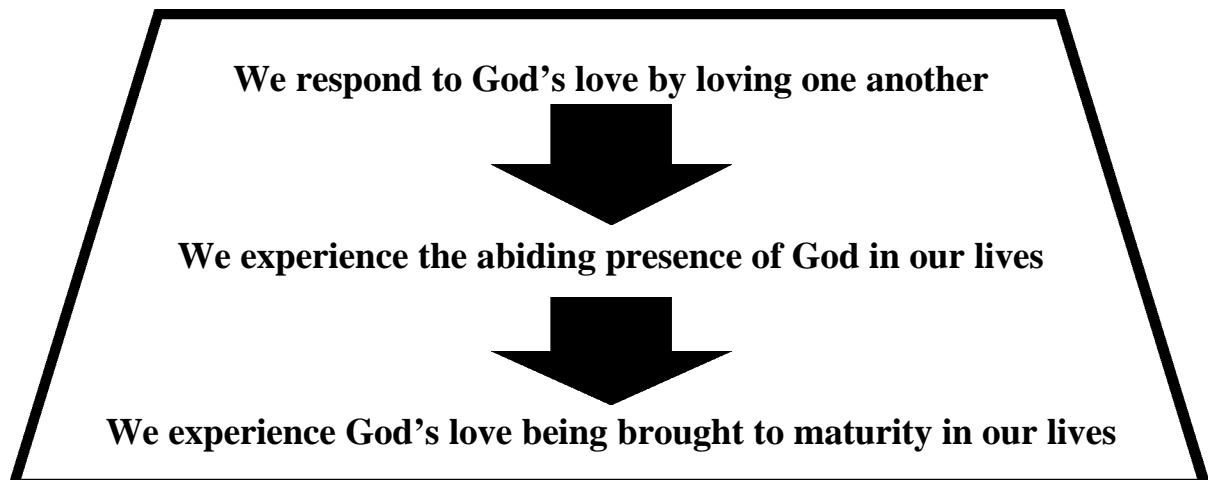 We respond to God’s love by loving one another
We experience the abiding presence of God in our lives
We experience God’s love being brought to maturity in our lives